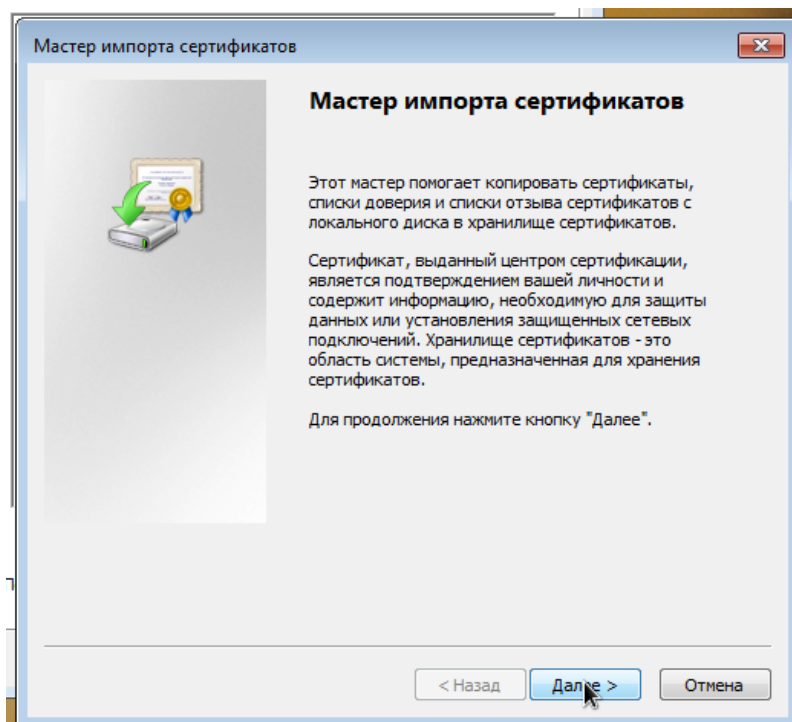 Мастер импорта сертификатов
Мастер импорта сертификатов
Этот мастер помогает копировать сертификаты,
списки доверия и списки отзыва сертификатов с
локального диска в хранилище сертификатов.
Сертификат, выданный центром сертификации,
является подтверждением вашей личности и
содержит информацию, необходимую для защиты
данных или установления защищенных сетевых
подключений. Хранилище сертификатов - это
область системы, предназначенная для хранения
сертификатов.
Для продолжения нажмите кнопку "Далее".
< Назад
Далее >
Отмена